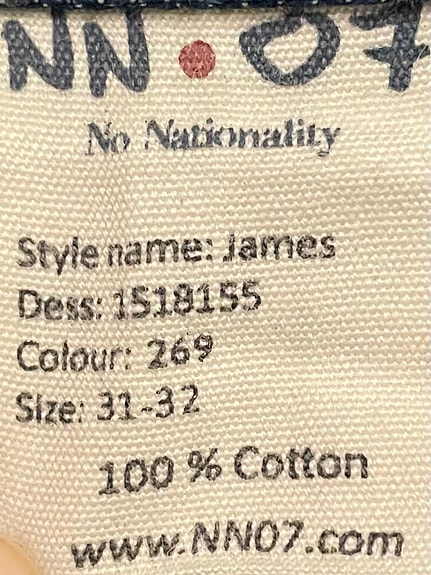 NN•07
No Nationality
Style name: James
Dess: 1518155
Colour: 269
Size: 31-32
100 % Cotton
www.NN07.com